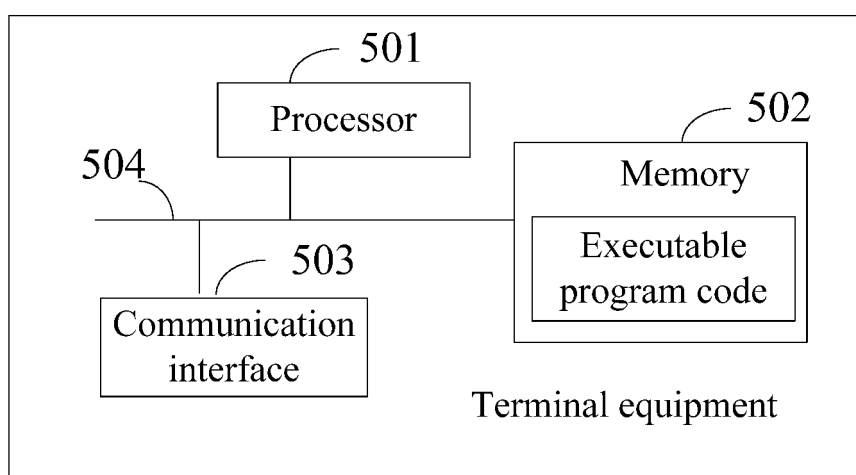 501
Processor
502
504
Memory
Executable
program code
503
Communication
interface
Terminal equipment